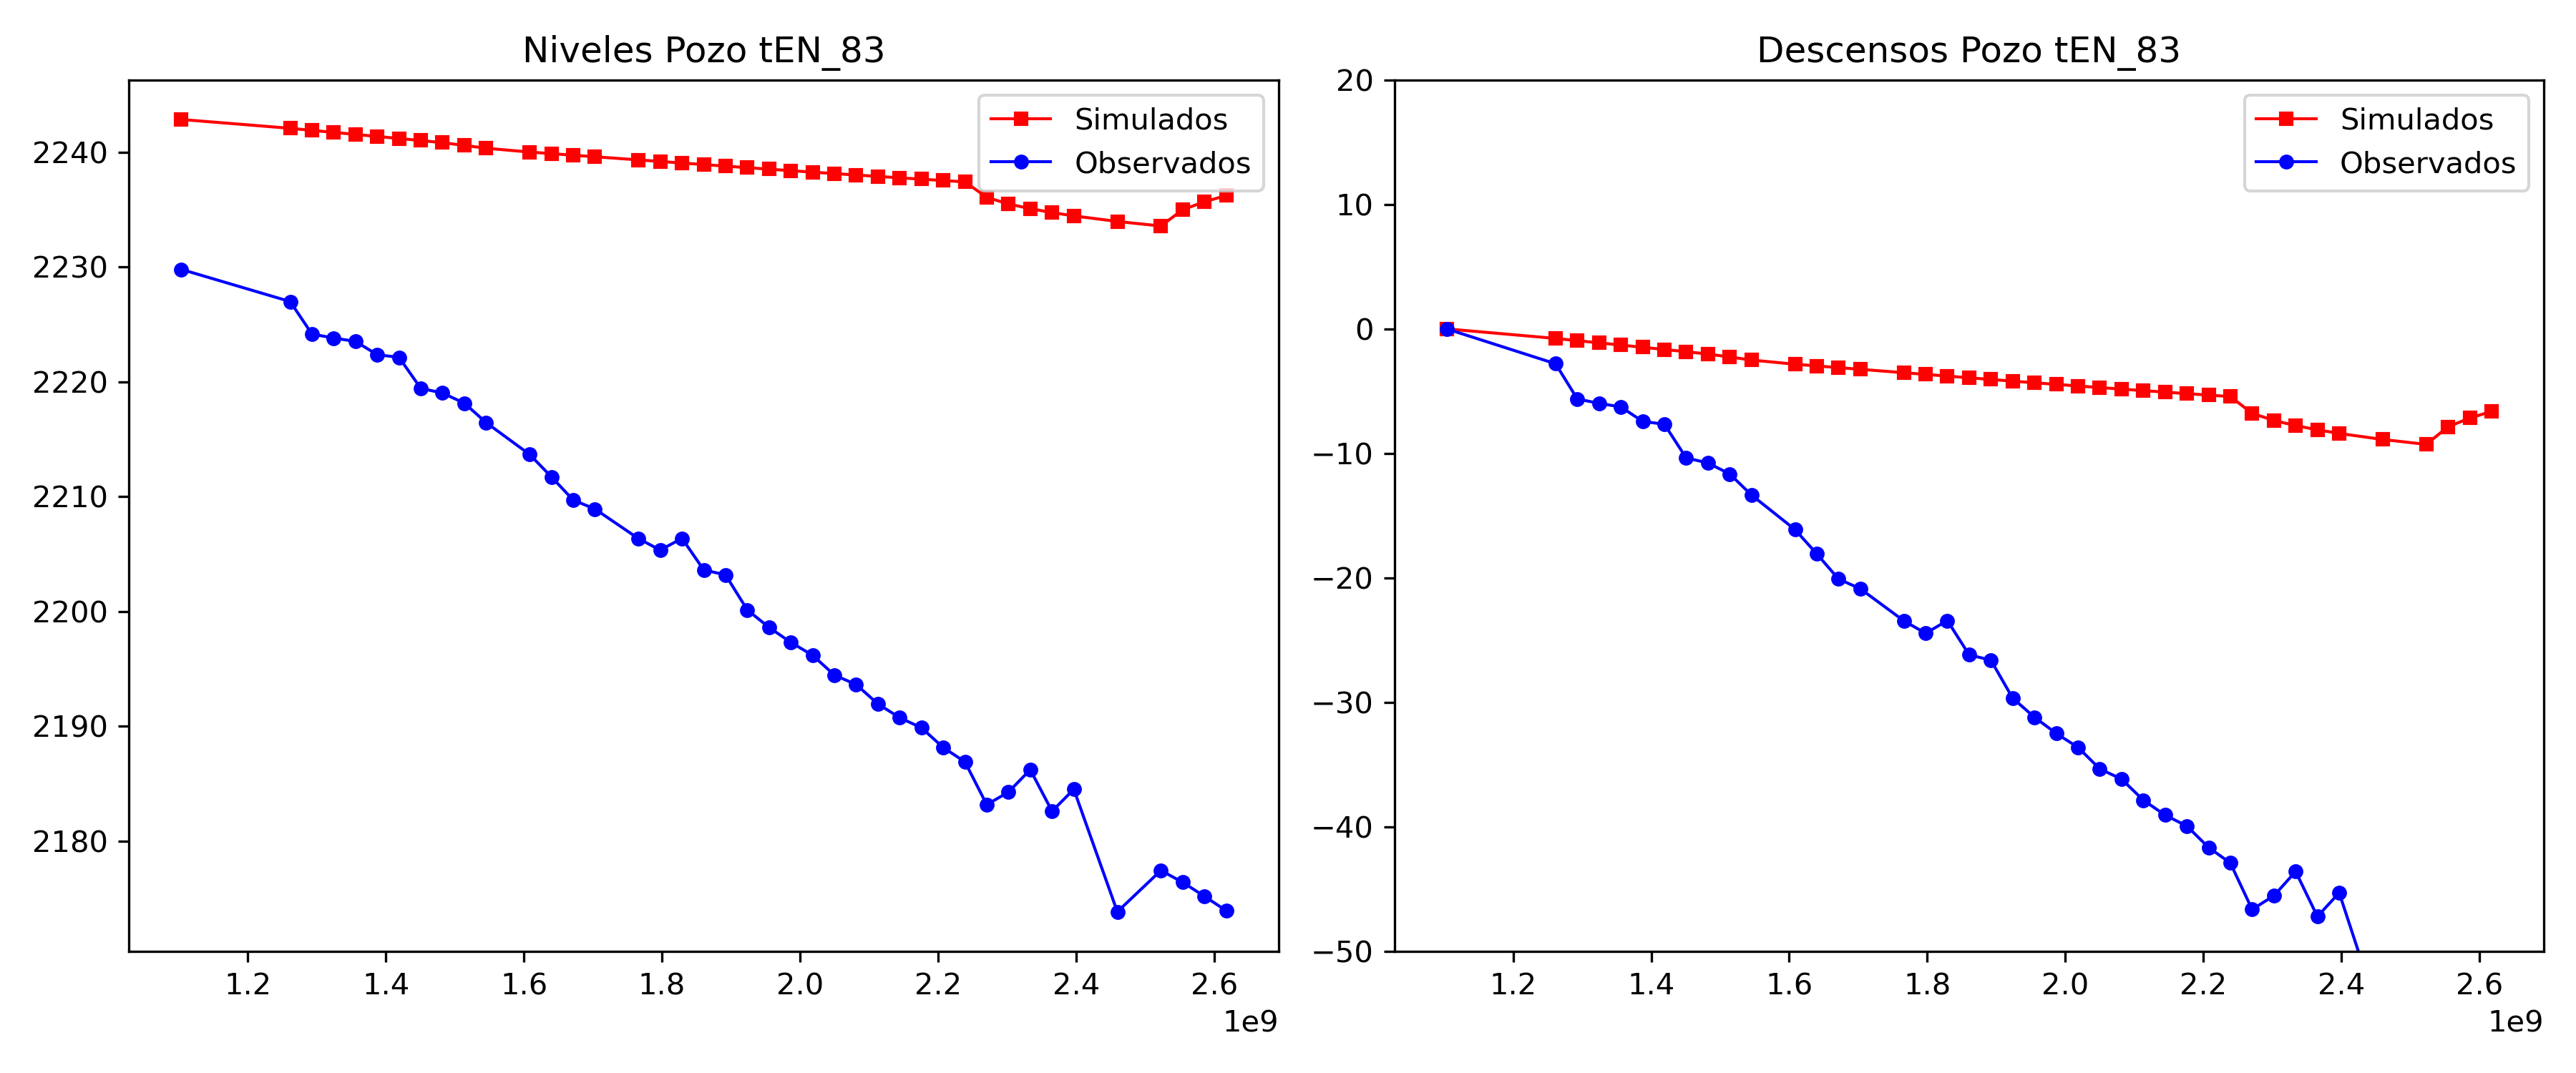 Niveles Pozo tEN_83
Simulados
Observados
2240
2230
2220
2210
2200
2190
2180
1.2 1.4 1.6 1.8 2.0 2.2 2.4 2.6
1e9
Descensos Pozo tEN_83
Simulados
Observados
20
10
0
−10
−20
−30
−40
−50
1.2 1.4 1.6 1.8 2.0 2.2 2.4 2.6
1e9